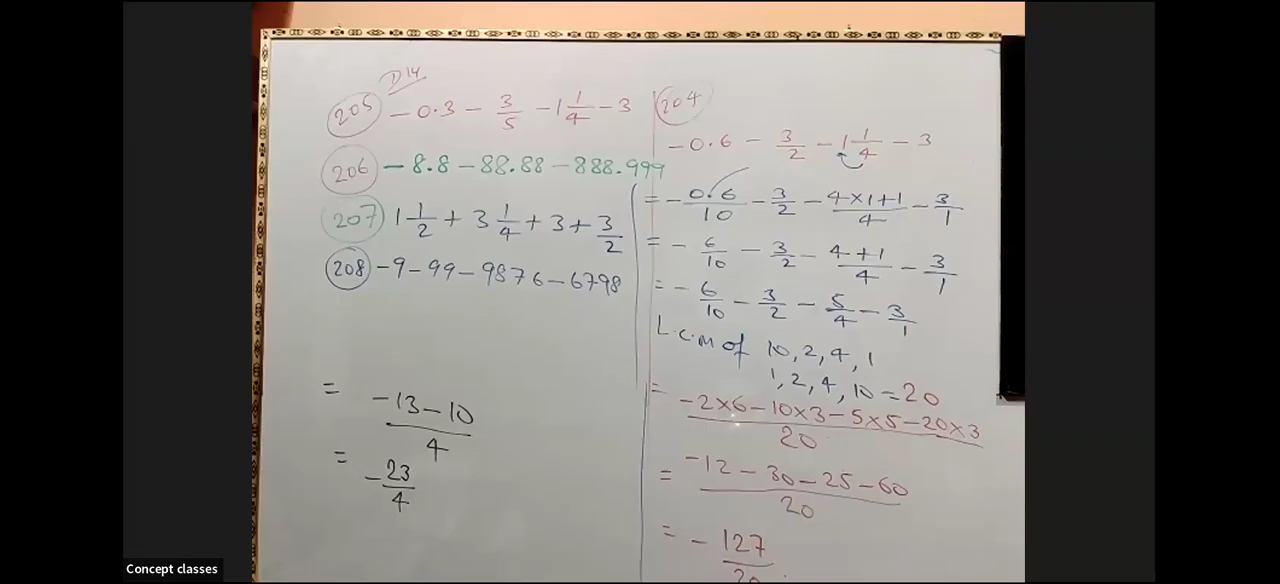 D14
205 - 0.3 - 3/5 - 1 1/4 - 3
206 - 8.8 - 88.88 - 888.999
207 1 1/2 + 3 1/4 + 3 + 3/2
208 - 9 - 99 - 9876 - 6798
= -13 - 10 / 4
= - 23/4
204
- 0.6 - 3/2 - 1 1/4 - 3
= - 0.6/10 - 3/2 - 4×1+1/4 - 3/1
= - 6/10 - 3/2 - 4+1/4 - 3/1
= - 6/10 - 3/2 - 5/4 - 3/1
L.C.M of 10, 2, 4, 1
1, 2, 4, 10 = 20
= -2×6 - 10×3 - 5×5 - 20×3 / 20
= -12 - 30 - 25 - 60 / 20
= - 127/20
Concept classes